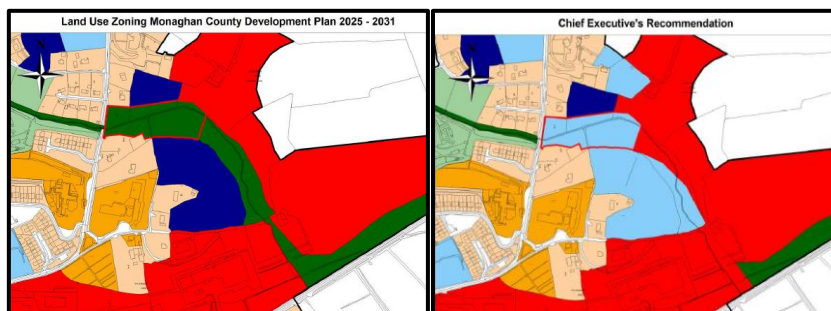 Land Use Zoning Monaghan County Development Plan 2025 - 2031
Chief Executive's Recommendation